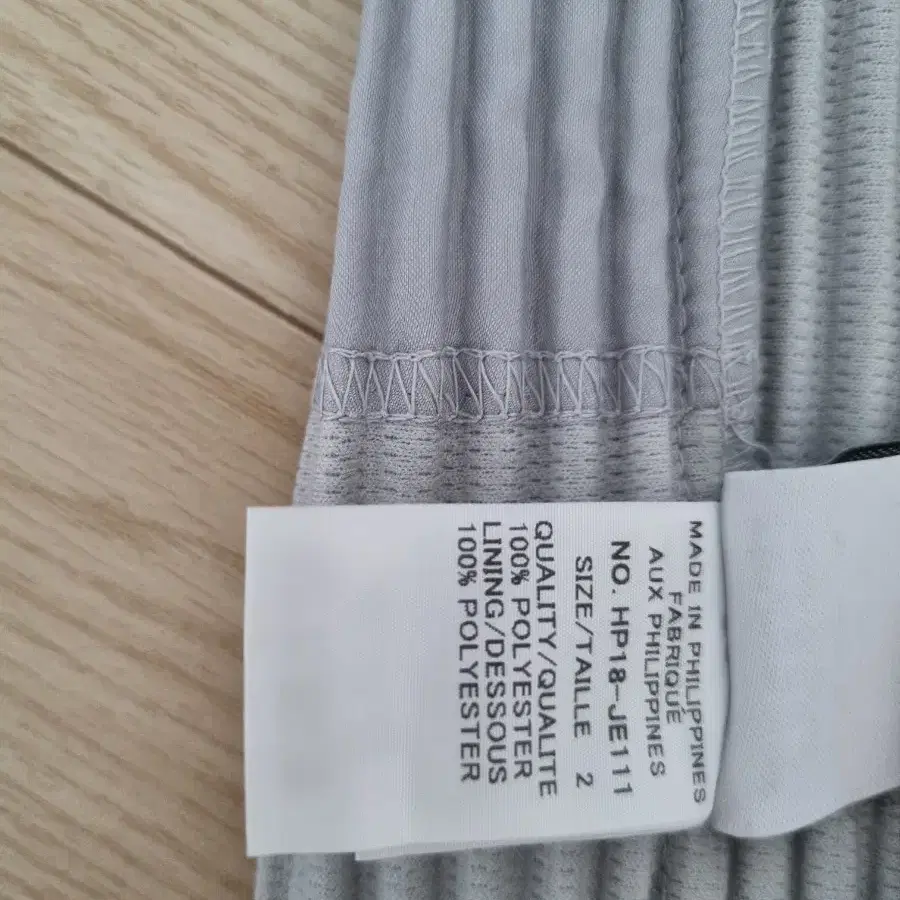 MADE IN PHILIPPINES
FABRIQUÉ
AUX PHILIPPINES
NO. HP18-JE111
SIZE/TAILLE 2
QUALITY/QUALITE
100% POLYESTER
LINING/DESSOUS
100% POLYESTER